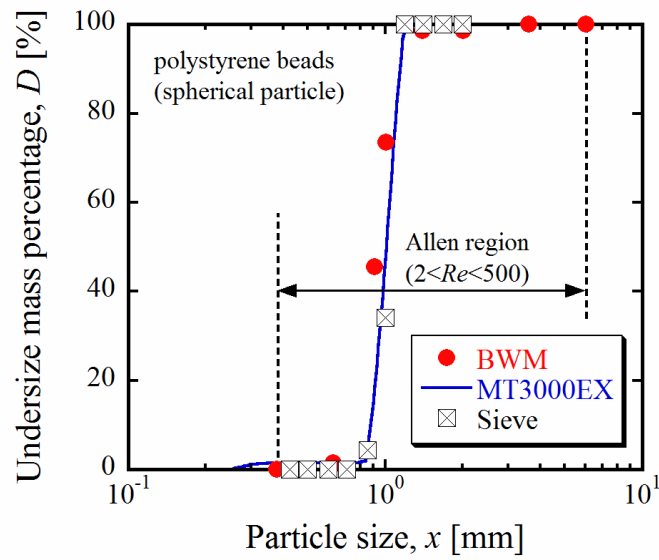 Undersize mass percentage, D [%]
100
80
60
40
20
0
polystyrene beads
(spherical particle)
Allen region
(2<Re<500)
BWM
MT3000EX
Sieve
10⁻¹
10⁰
10¹
Particle size, x [mm]